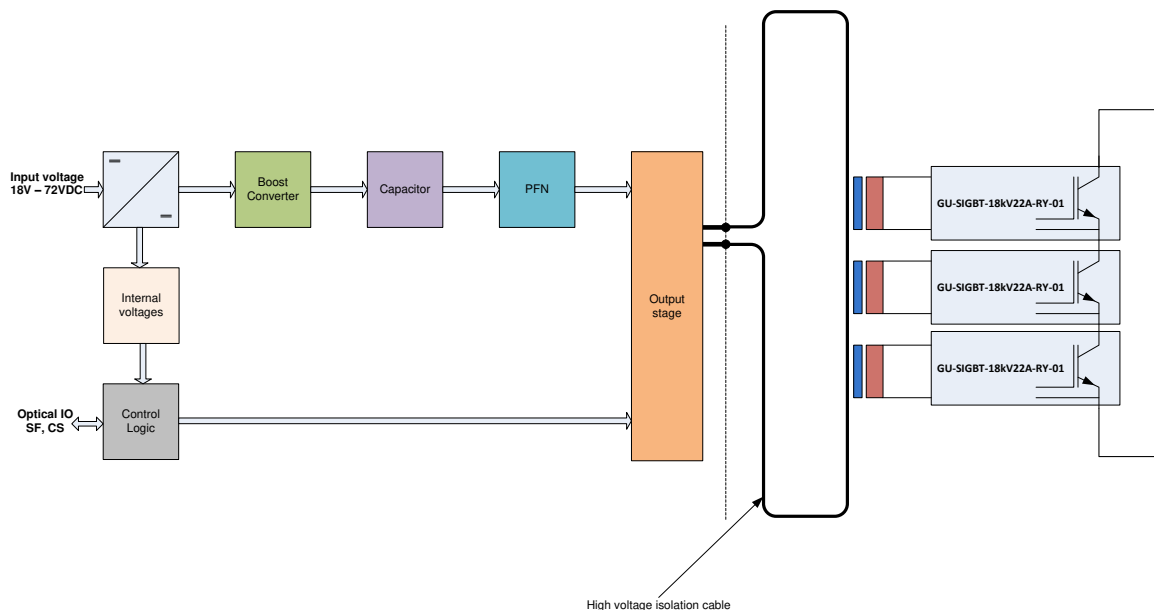 Input voltage
18V – 72VDC
Boost
Converter
Capacitor
PFN
Internal
voltages
Optical IO
SF, CS
Control
Logic
Output
stage
GU-SIGBT-18kV22A-RY-01
GU-SIGBT-18kV22A-RY-01
GU-SIGBT-18kV22A-RY-01
High voltage isolation cable